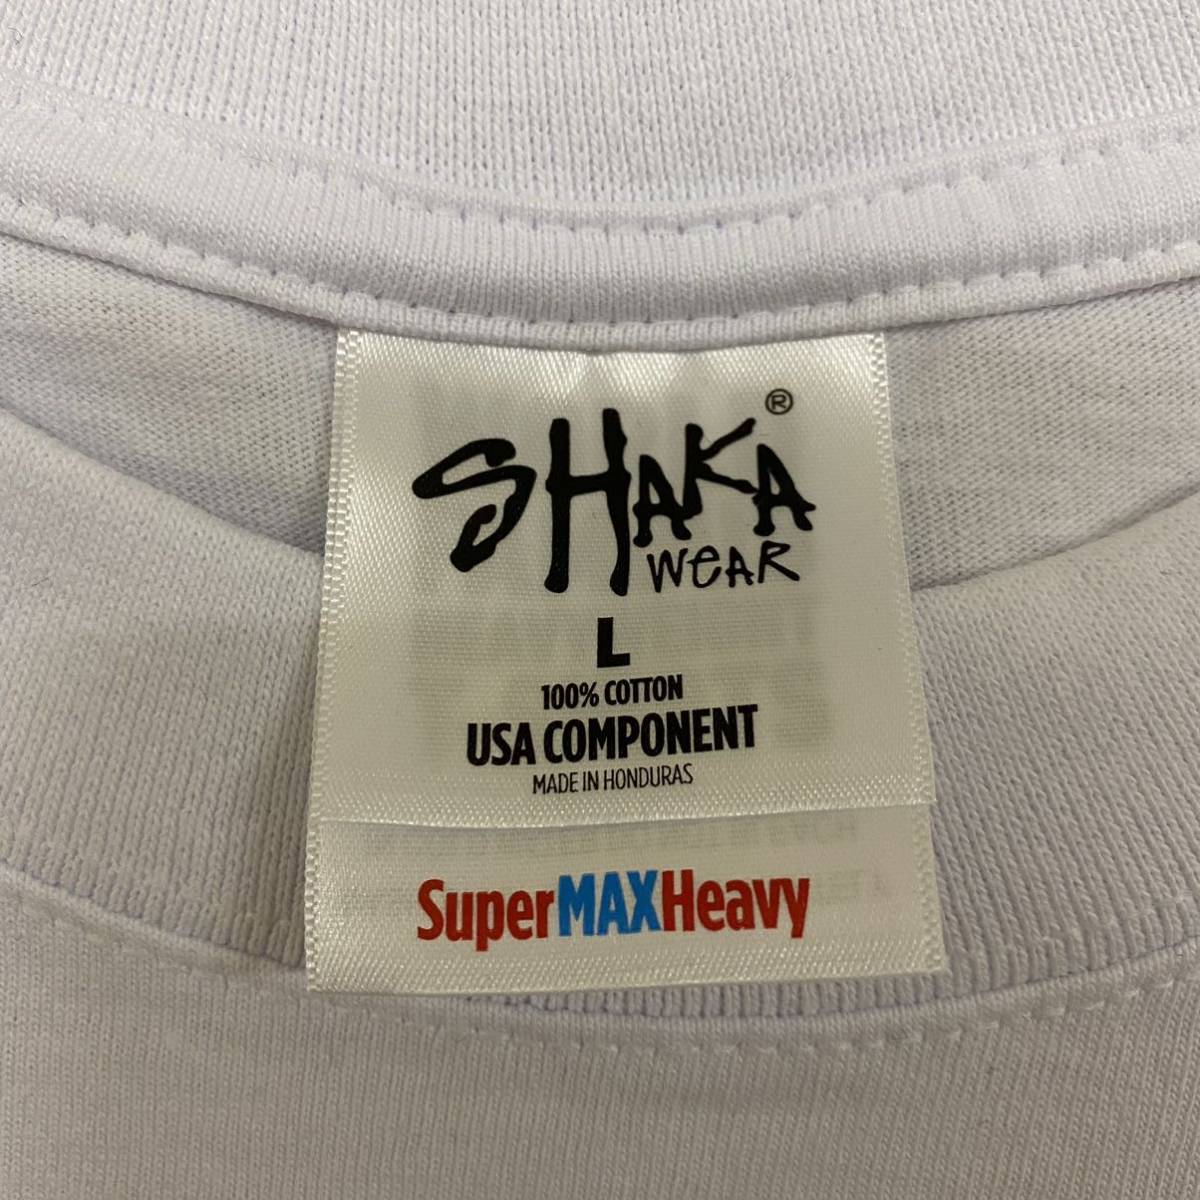 SHAKA®
WEAR
L
100% COTTON
USA COMPONENT
MADE IN HONDURAS
SuperMAXHeavy